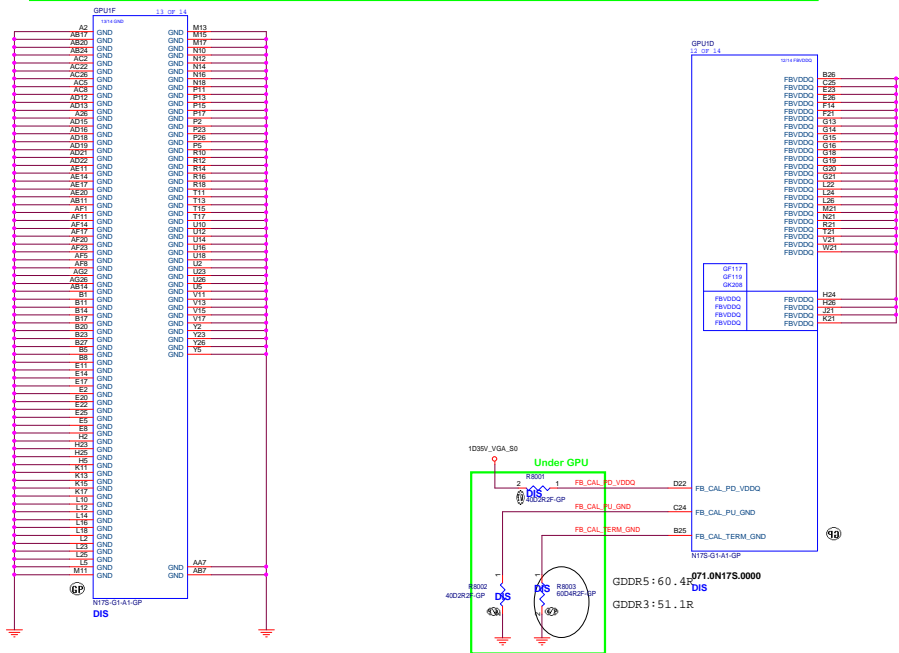 GPU1F 13 OF 14
13/14 GND
A2 GND GND M13
AB17 GND GND M15
AB20 GND GND M17
AB24 GND GND N10
AC2 GND GND N12
AC22 GND GND N14
AC26 GND GND N16
AC5 GND GND N18
AC8 GND GND P11
AD12 GND GND P13
AD13 GND GND P15
A26 GND GND P17
AD15 GND GND P2
AD16 GND GND P23
AD18 GND GND P26
AD19 GND GND P5
AD21 GND GND R10
AD22 GND GND R12
AE11 GND GND R14
AE14 GND GND R16
AE17 GND GND R18
AE20 GND GND T11
AB11 GND GND T13
AF1 GND GND T15
AF11 GND GND T17
AF14 GND GND U10
AF17 GND GND U12
AF20 GND GND U14
AF23 GND GND U16
AF5 GND GND U18
AF8 GND GND U2
AG2 GND GND U23
AG26 GND GND U26
AB14 GND GND U5
B1 GND GND V11
B11 GND GND V13
B14 GND GND V15
B17 GND GND V17
B20 GND GND Y2
B23 GND GND Y23
B27 GND GND Y26
B5 GND GND Y5
B8 GND
E11 GND
E14 GND
E17 GND
E2 GND
E20 GND
E22 GND
E25 GND
E5 GND
E8 GND
H2 GND
H23 GND
H25 GND
H5 GND
K11 GND
K13 GND
K15 GND
K17 GND
L10 GND
L12 GND
L14 GND
L16 GND
L18 GND
L2 GND
L23 GND
L25 GND
L5 GND GND AA7
M11 GND GND AB7
GP
N17S-G1-A1-GP
DIS
GPU1D
12 OF 14
12/14 FBVDDQ
FBVDDQ B26
FBVDDQ C25
FBVDDQ E23
FBVDDQ E26
FBVDDQ F14
FBVDDQ F21
FBVDDQ G13
FBVDDQ G14
FBVDDQ G15
FBVDDQ G16
FBVDDQ G18
FBVDDQ G19
FBVDDQ G20
FBVDDQ G21
FBVDDQ L22
FBVDDQ L24
FBVDDQ L26
FBVDDQ M21
FBVDDQ N21
FBVDDQ R21
FBVDDQ T21
FBVDDQ V21
FBVDDQ W21
GF117
GF119
GK208
FBVDDQ FBVDDQ H24
FBVDDQ FBVDDQ H26
FBVDDQ FBVDDQ J21
FBVDDQ FBVDDQ K21
1D35V_VGA_S0
Under GPU
R8001
2 1 FB_CAL_PD_VDDQ D22 FB_CAL_PD_VDDQ
DIS
40D2R2F-GP
FB_CAL_PU_GND C24 FB_CAL_PU_GND
FB_CAL_TERM_GND B25 FB_CAL_TERM_GND
N17S-G1-A1-GP
071.0N17S.0000
DIS
1 R8002
40D2R2F-GP DIS
2
1 R8003
DIS 60D4R2F-GP
2
GDDR5:60.4R
GDDR3:51.1R